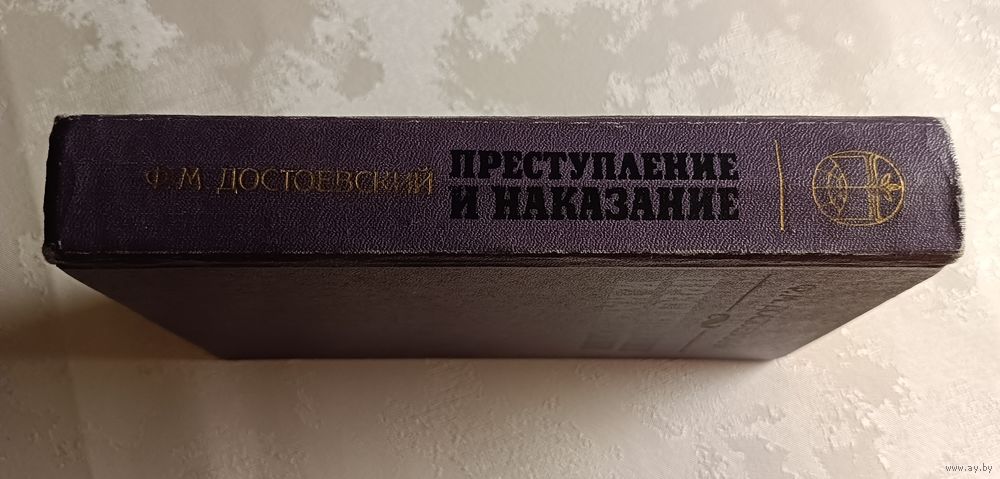 Ф. М. ДОСТОЕВСКИЙ
ПРЕСТУПЛЕНИЕ
И НАКАЗАНИЕ
www.ay.by